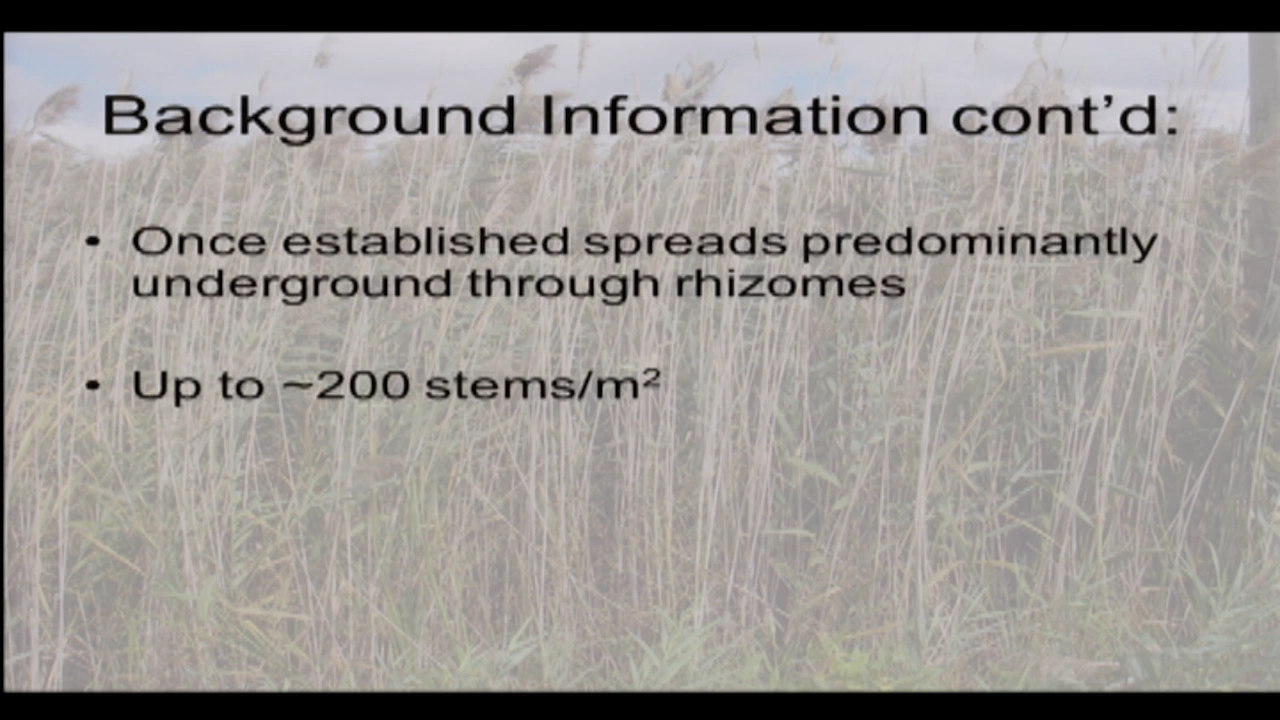 Background Information cont’d:
• Once established spreads predominantly
underground through rhizomes
• Up to ~200 stems/m²